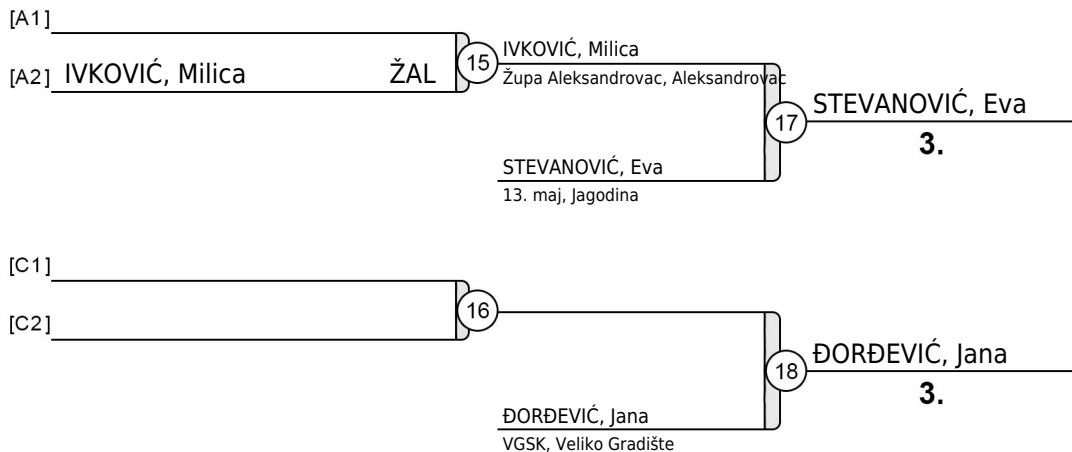 [A1]
[A2] IVKOVIĆ, Milica ŽAL
15
IVKOVIĆ, Milica
Župa Aleksandrovac, Aleksandrovac
17
STEVANOVIĆ, Eva
3.
STEVANOVIĆ, Eva
13. maj, Jagodina
[C1]
[C2]
16
18
ĐORĐEVIĆ, Jana
3.
ĐORĐEVIĆ, Jana
VGSK, Veliko Gradište